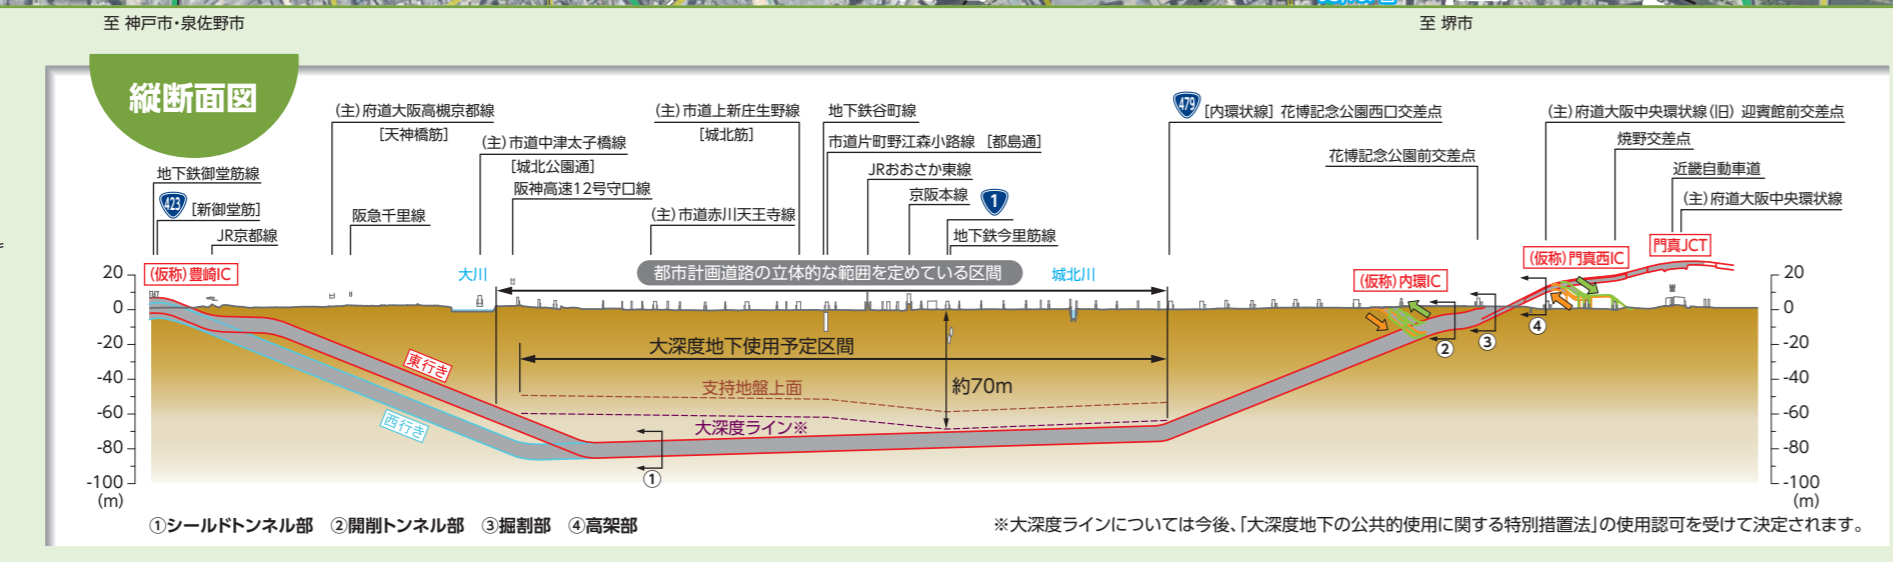 至 神戸市・泉佐野市
至 堺市
縦断面図
地下鉄御堂筋線
423 [新御堂筋]
JR京都線
(主)府道大阪高槻京都線
[天神橋筋]
阪急千里線
(主)市道中津太子橋線
[城北公園通]
阪神高速12号守口線
(主)市道上新庄生野線
[城北筋]
(主)市道赤川天王寺線
地下鉄谷町線
市道片町野江森小路線 [都島通]
JRおおさか東線
京阪本線
1
地下鉄今里筋線
479 [内環状線] 花博記念公園西口交差点
花博記念公園前交差点
(主)府道大阪中央環状線(旧) 迎賓館前交差点
焼野交差点
近畿自動車道
(主)府道大阪中央環状線
(仮称)豊崎IC
大川
都市計画道路の立体的な範囲を定めている区間
城北川
(仮称)内環IC
(仮称)門真西IC
門真JCT
20
0
-20
-40
-60
-80
-100
(m)
東行き
西行き
大深度地下使用予定区間
支持地盤上面
約70m
大深度ライン※
①
②
③
④
20
0
-20
-40
-60
-80
-100
(m)
①シールドトンネル部 ②開削トンネル部 ③掘割部 ④高架部
※大深度ラインについては今後、「大深度地下の公共的使用に関する特別措置法」の使用認可を受けて決定されます。